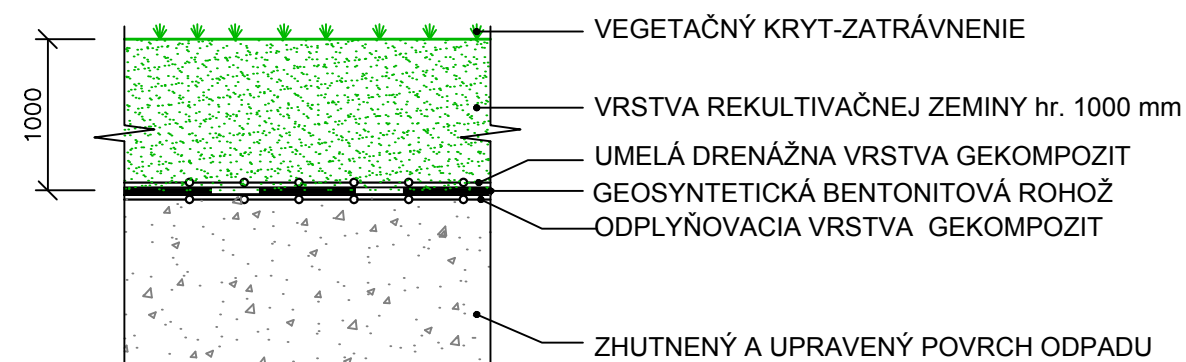 VEGETAČNÝ KRYT-ZATRÁVNENIE
1000
VRSTVA REKULTIVAČNEJ ZEMINY hr. 1000 mm
UMELÁ DRENÁŽNA VRSTVA GEKOMPOZIT
GEOSYNTETICKÁ BENTONITOVÁ ROHOŽ
ODPLYŇOVACIA VRSTVA GEKOMPOZIT
ZHUTNENÝ A UPRAVENÝ POVRCH ODPADU